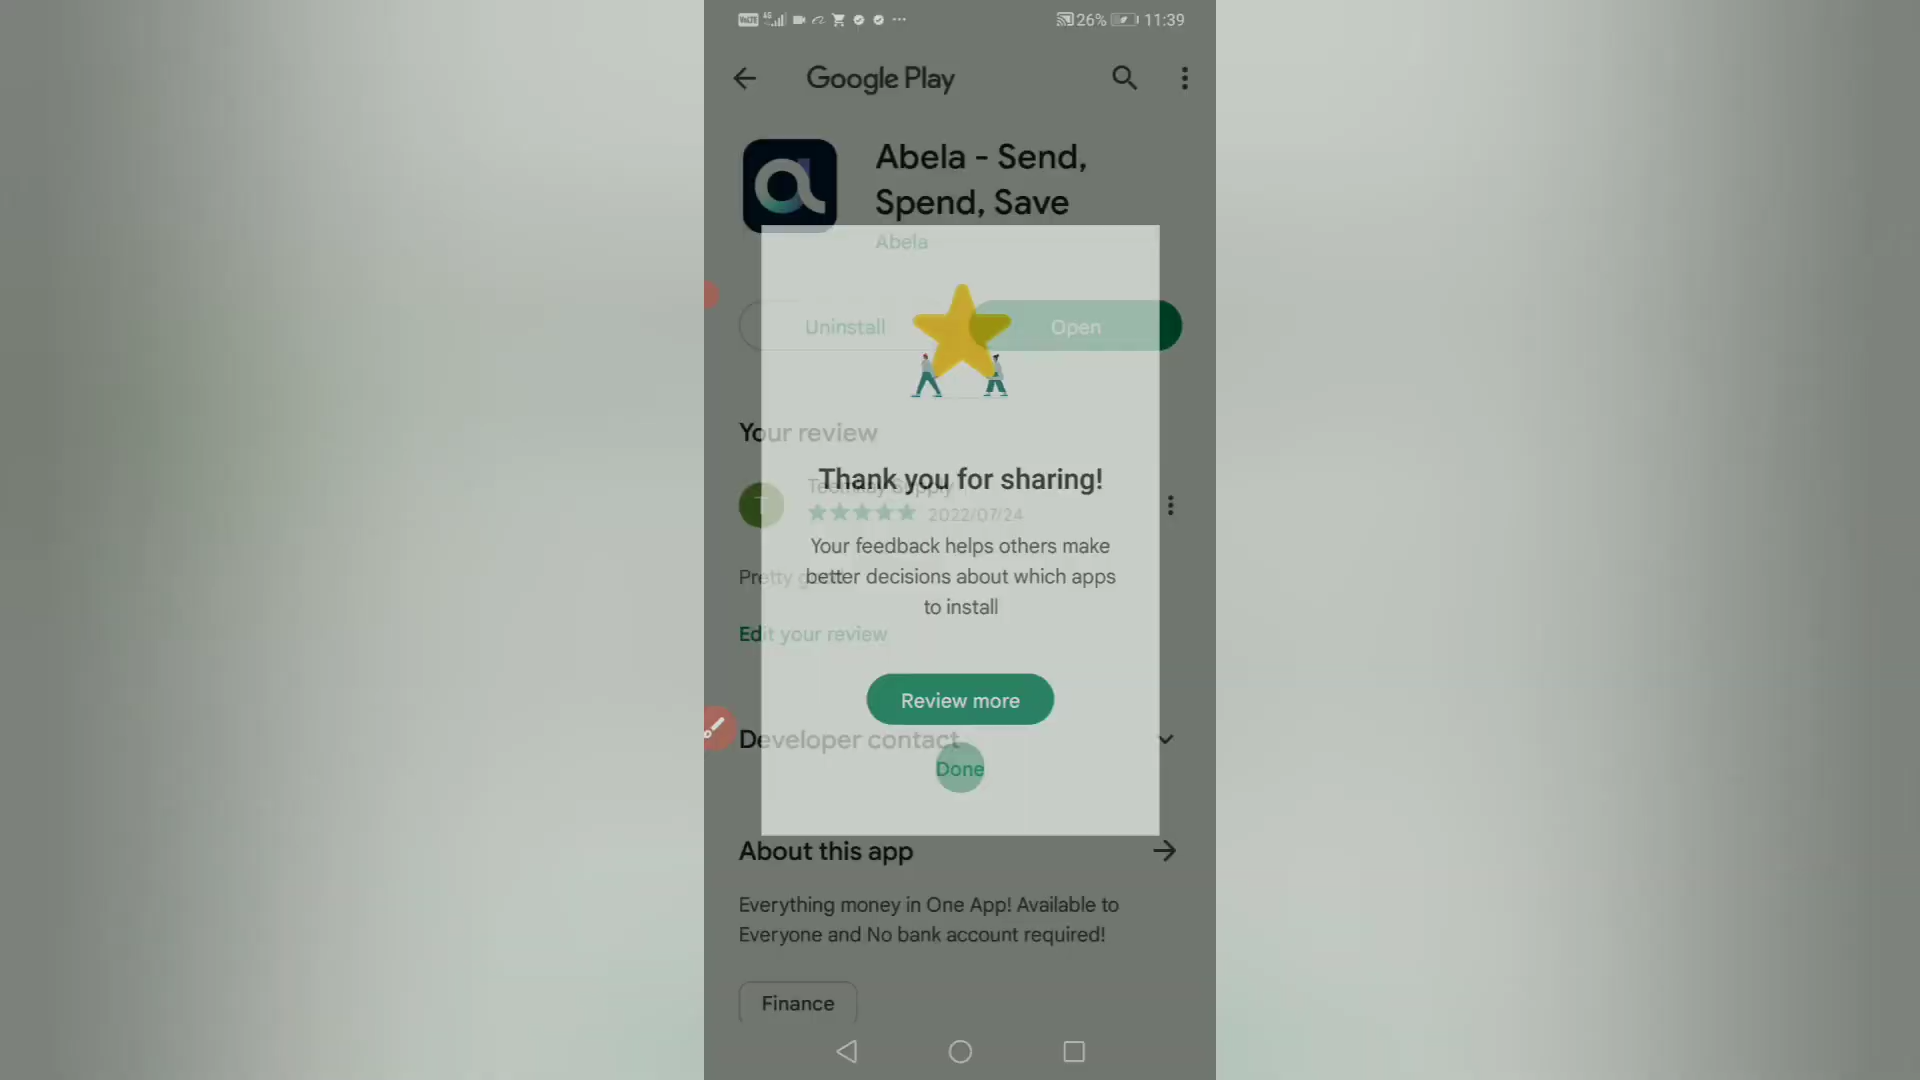 VoLTE 4G 26% 11:39
Google Play
Abela - Send,
Spend, Save
Abela
Uninstall
Open
Your review
Thank you for sharing!
T
Supply
2022/07/24
Your feedback helps others make
Pretty
better decisions about which apps
to install
Edit your review
Review more
Developer contact
Done
About this app
Everything money in One App! Available to
Everyone and No bank account required!
Finance